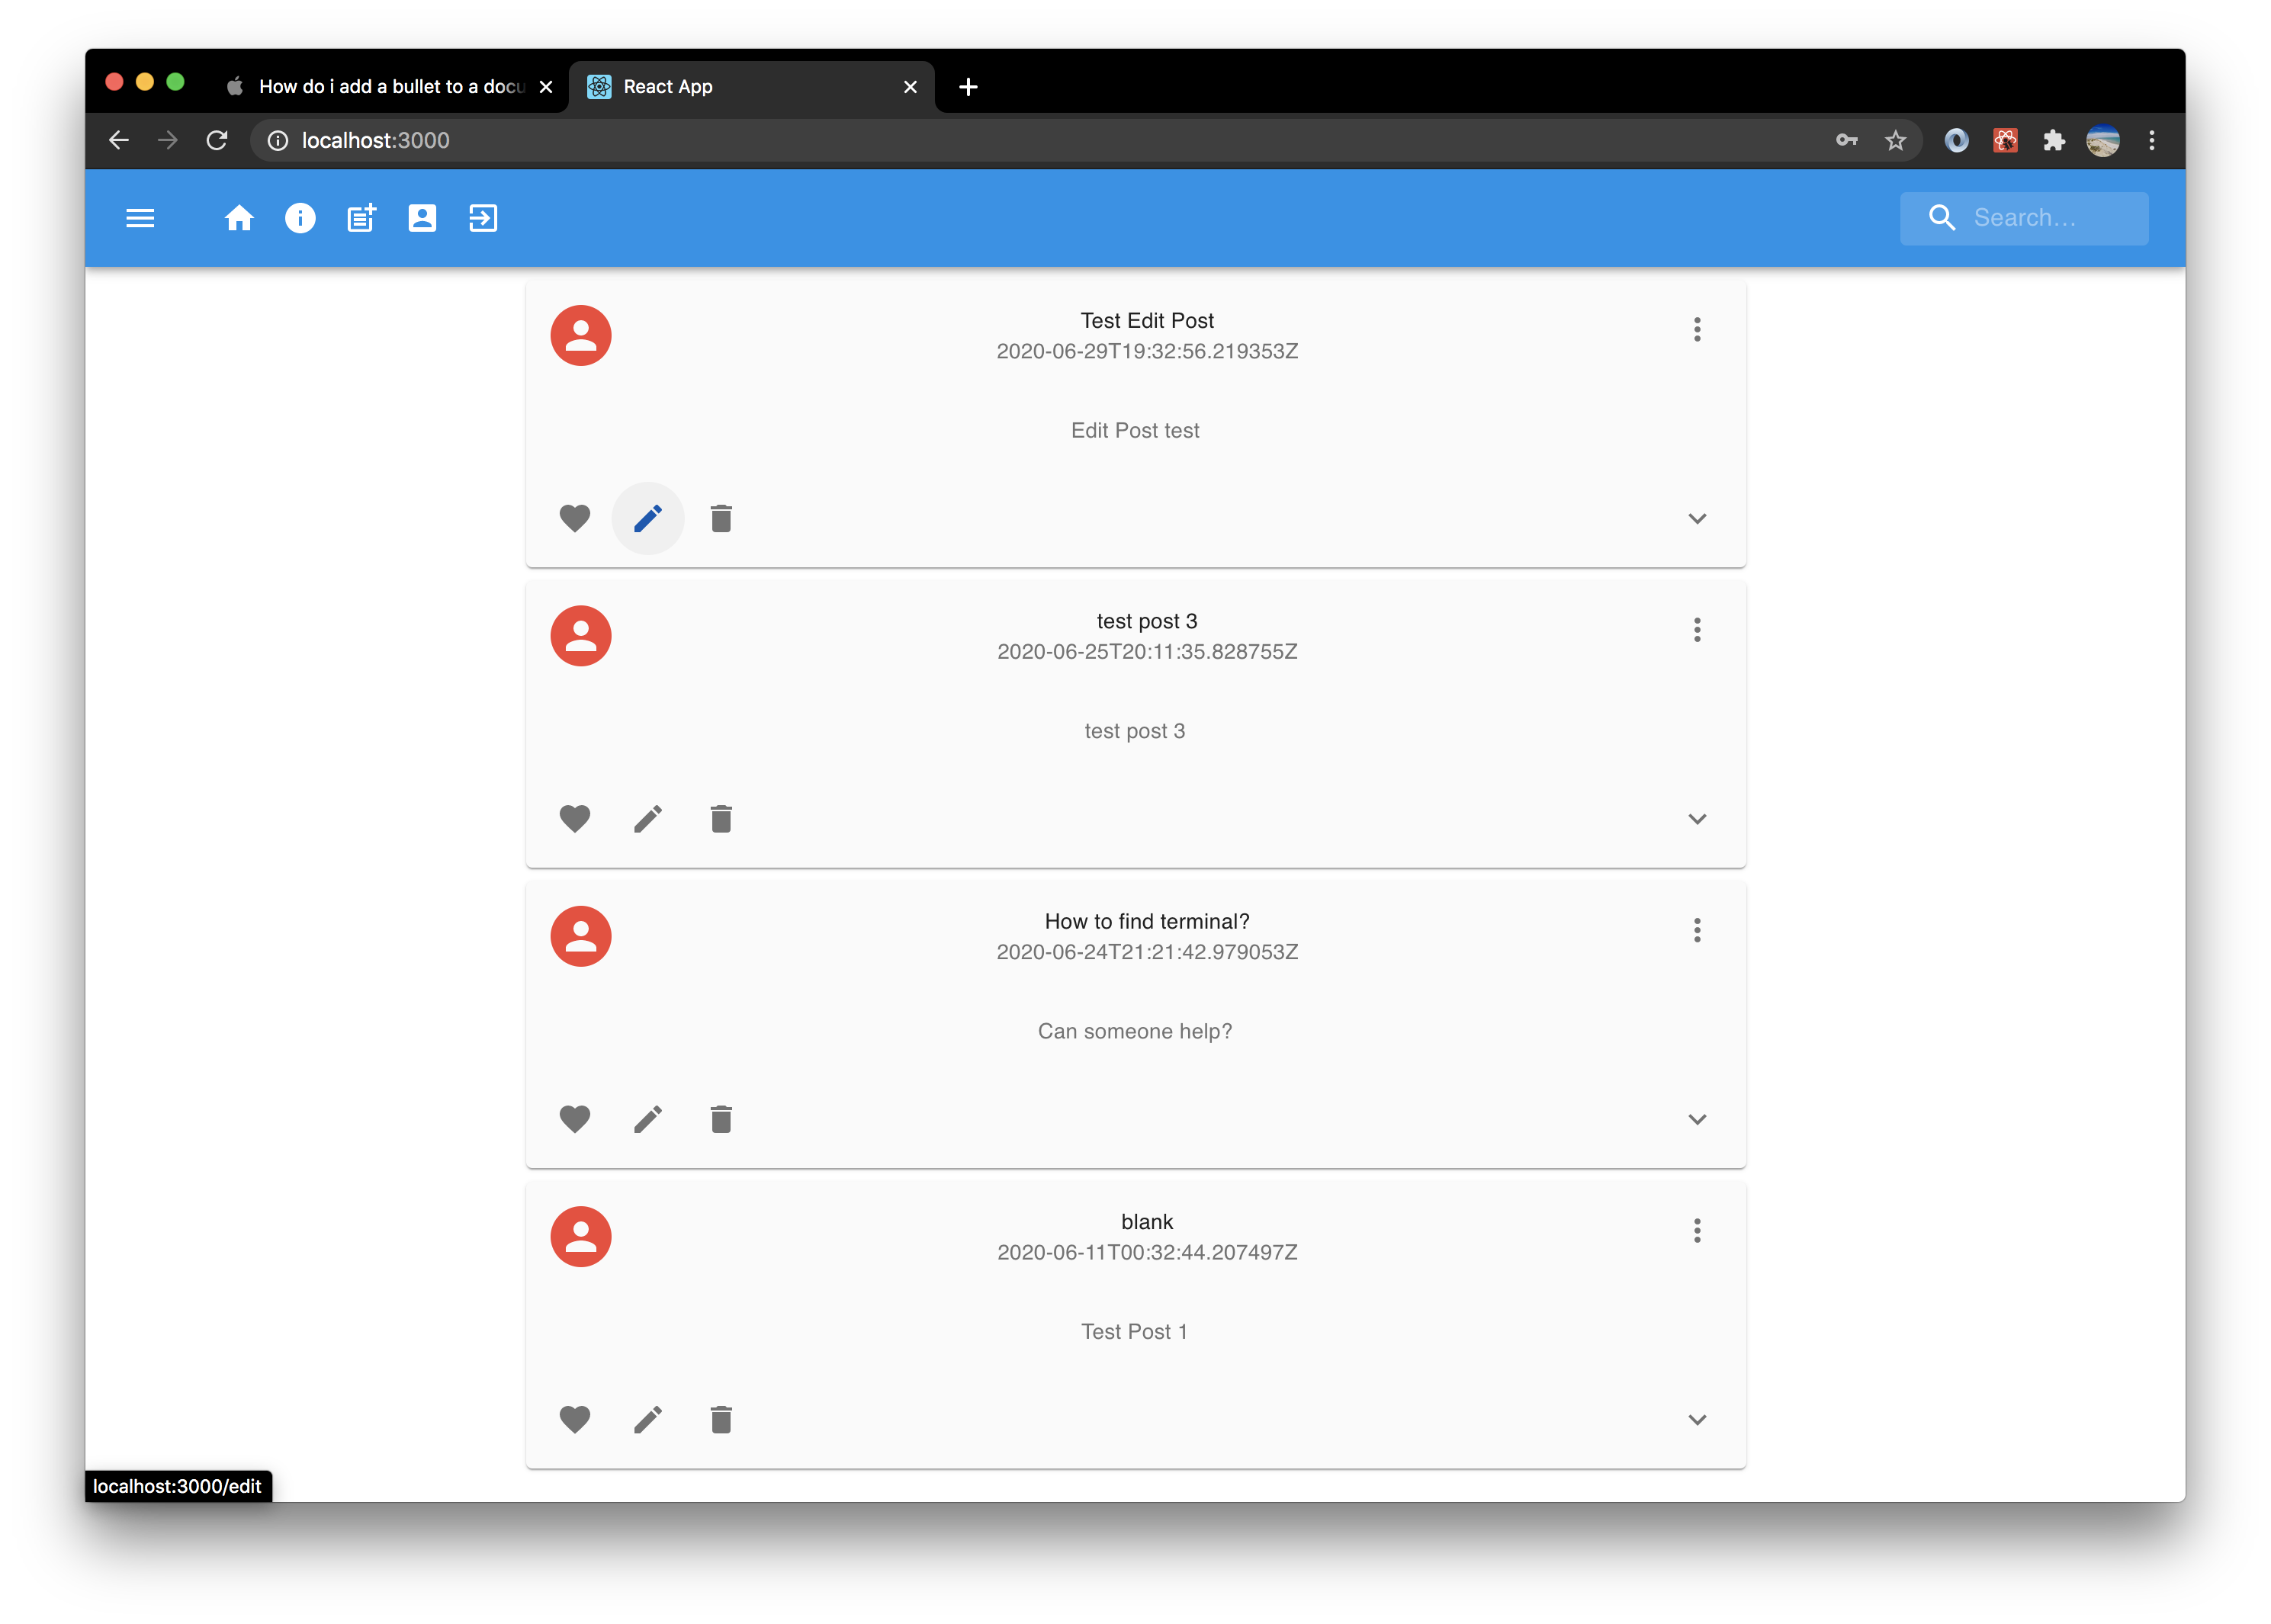 How do i add a bullet to a docu
React App
localhost:3000
Search...
Test Edit Post
2020-06-29T19:32:56.219353Z
Edit Post test
test post 3
2020-06-25T20:11:35.828755Z
test post 3
How to find terminal?
2020-06-24T21:21:42.979053Z
Can someone help?
blank
2020-06-11T00:32:44.207497Z
Test Post 1
localhost:3000/edit